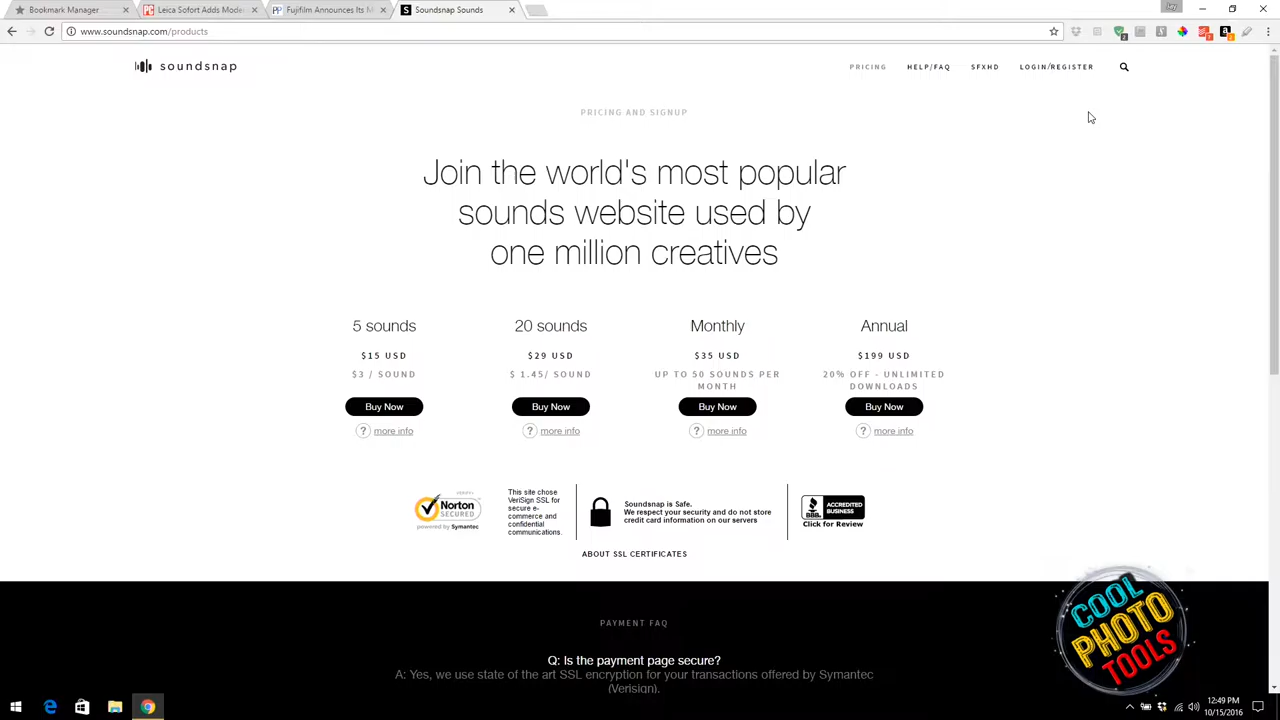 Bookmark Manager
Leica Sofort Adds Moder
Fujifilm Announces Its M
Soundsnap Sounds
www.soundsnap.com/products
soundsnap
PRICING
HELP/FAQ
SFXHD
LOGIN/REGISTER
PRICING AND SIGNUP
Join the world's most popular
sounds website used by
one million creatives
5 sounds
$15 USD
$3 / SOUND
Buy Now
? more info
20 sounds
$29 USD
$ 1.45/ SOUND
Buy Now
? more info
Monthly
$35 USD
UP TO 50 SOUNDS PER
MONTH
Buy Now
? more info
Annual
$199 USD
20% OFF - UNLIMITED
DOWNLOADS
Buy Now
? more info
Norton
SECURED
powered by Symantec
This site chose
VeriSign SSL for
secure e-
commerce and
confidential
communications.
Soundsnap is Safe.
We respect your security and do not store
credit card information on our servers
BBB
ACCREDITED
BUSINESS
Click for Review
ABOUT SSL CERTIFICATES
PAYMENT FAQ
Q: Is the payment page secure?
A: Yes, we use state of the art SSL encryption for your transactions offered by Symantec
(Verisign).
COOL
PHOTO
TOOLS
12:49 PM
10/15/2016